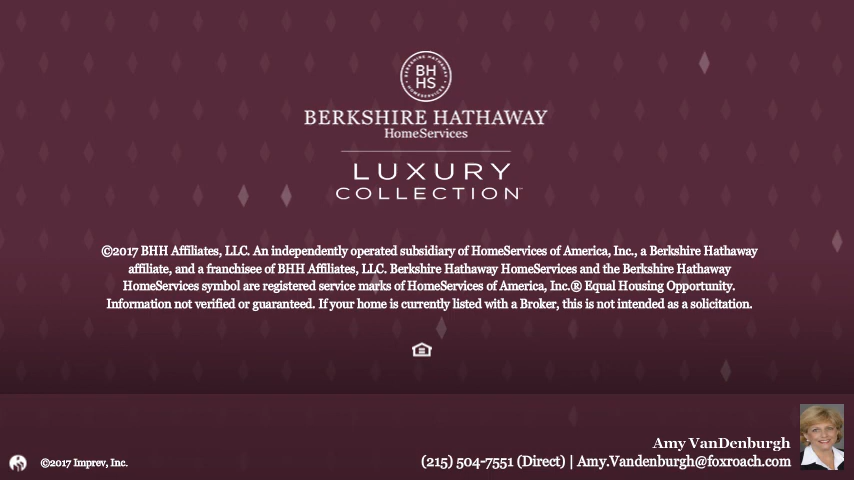 BERKSHIRE HATHAWAY HOMESERVICES
BH
HS
BERKSHIRE HATHAWAY
HomeServices
LUXURY
COLLECTION™
©2017 BHH Affiliates, LLC. An independently operated subsidiary of HomeServices of America, Inc., a Berkshire Hathaway
affiliate, and a franchisee of BHH Affiliates, LLC. Berkshire Hathaway HomeServices and the Berkshire Hathaway
HomeServices symbol are registered service marks of HomeServices of America, Inc.® Equal Housing Opportunity.
Information not verified or guaranteed. If your home is currently listed with a Broker, this is not intended as a solicitation.
Amy VanDenburgh
(215) 504-7551 (Direct) | Amy.Vandenburgh@foxroach.com
©2017 Imprev, Inc.